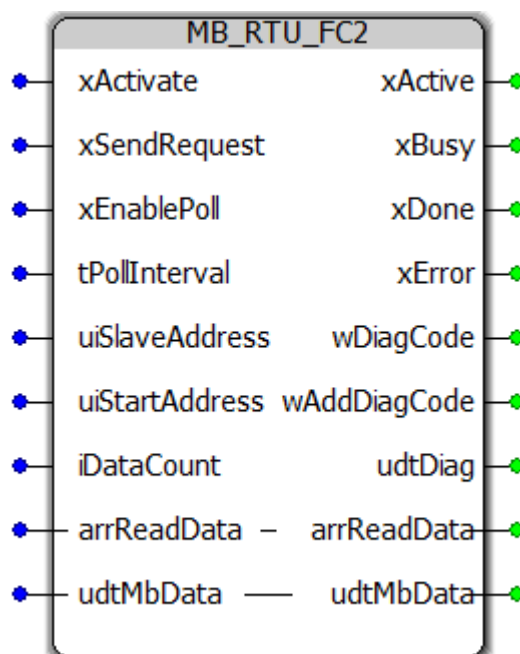 MB_RTU_FC2
xActivate xActive
xSendRequest xBusy
xEnablePoll xDone
tPollInterval xError
uiSlaveAddress wDiagCode
uiStartAddress wAddDiagCode
iDataCount udtDiag
arrReadData arrReadData
udtMbData udtMbData